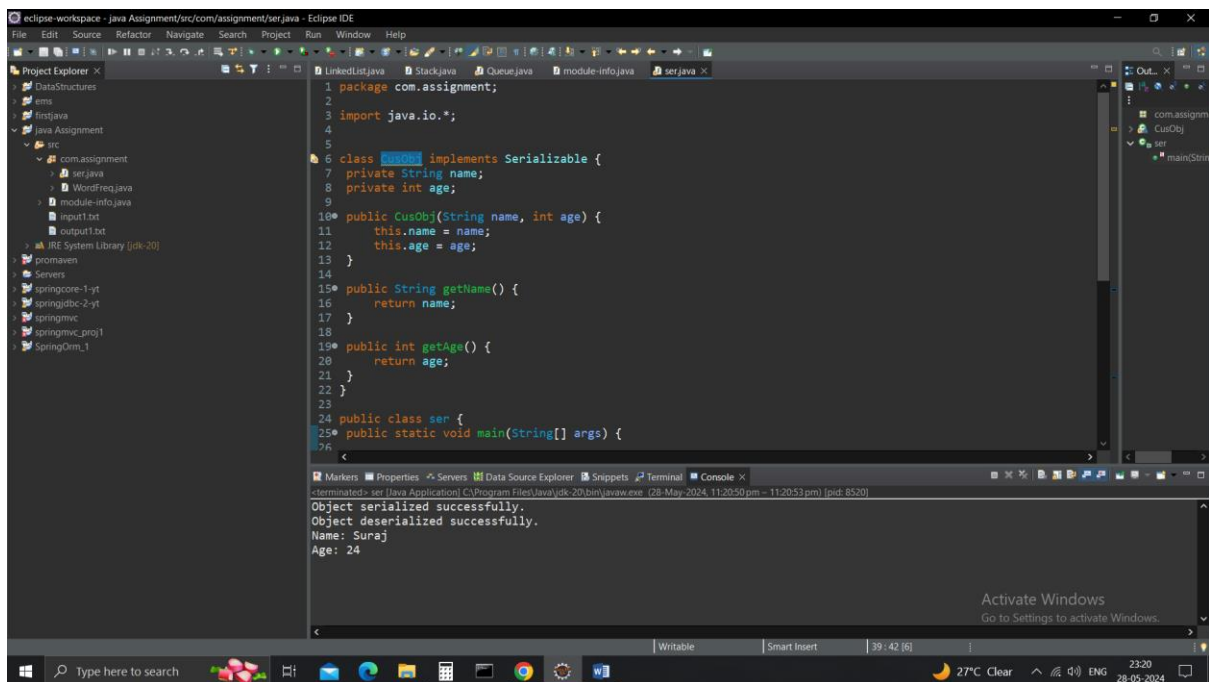 eclipse-workspace - java Assignment/src/com/assignment/ser.java - Eclipse IDE
File Edit Source Refactor Navigate Search Project Run Window Help
Project Explorer
DataStructures
ems
firstjava
java Assignment
src
com.assignment
ser.java
WordFreq.java
module-info.java
input1.txt
output1.txt
JRE System Library [jdk-20]
promaven
Servers
springcore-1-yt
springjdbc-2-yt
springmvc
springmvc_proj1
SpringOrm_1
LinkedList.java Stack.java Queue.java module-info.java ser.java
1 package com.assignment;
2
3 import java.io.*;
4
5
6 class CusObj implements Serializable {
7 private String name;
8 private int age;
9
10 public CusObj(String name, int age) {
11 this.name = name;
12 this.age = age;
13 }
14
15 public String getName() {
16 return name;
17 }
18
19 public int getAge() {
20 return age;
21 }
22 }
23
24 public class ser {
25 public static void main(String[] args) {
26
Out...
com.assignm
CusObj
ser
main(Strin
Markers Properties Servers Data Source Explorer Snippets Terminal Console
<terminated> ser [Java Application] C:\Program Files\Java\jdk-20\bin\javaw.exe (28-May-2024, 11:20:50 pm – 11:20:53 pm) [pid: 8520]
Object serialized successfully.
Object deserialized successfully.
Name: Suraj
Age: 24
Activate Windows
Go to Settings to activate Windows.
Writable Smart Insert 39 : 42 [6]
Type here to search
27°C Clear ENG
23:20
28-05-2024